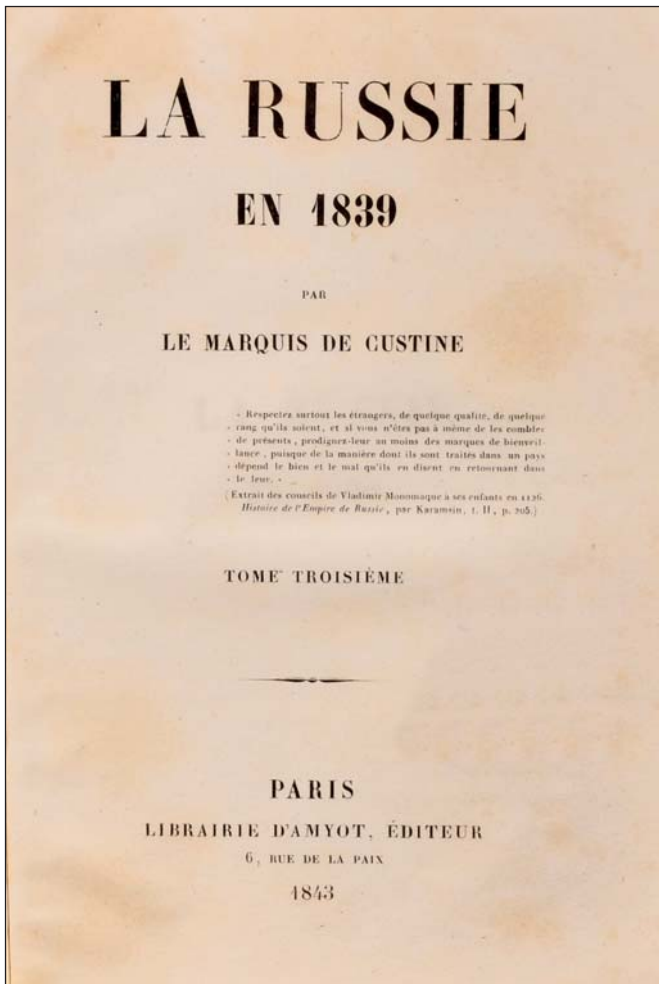 LA RUSSIE
EN 1839
PAR
LE MARQUIS DE CUSTINE
« Respectez surtout les étrangers, de quelque qualité, de quelque
« rang qu'ils soient, et si vous n'êtes pas à même de les combler
« de présents, prodiguez-leur au moins des marques de bienveil-
« lance, puisque de la manière dont ils sont traités dans un pays
« dépend le bien et le mal qu'ils en disent en retournant dans
« le leur. »
(Extrait des conseils de Vladimir Monomaque à ses enfants en 1126.
Histoire de l'Empire de Russie, par Karamsin, t. II, p. 205.)
TOME TROISIÈME
PARIS
LIBRAIRIE D'AMYOT, ÉDITEUR
6, RUE DE LA PAIX
1843